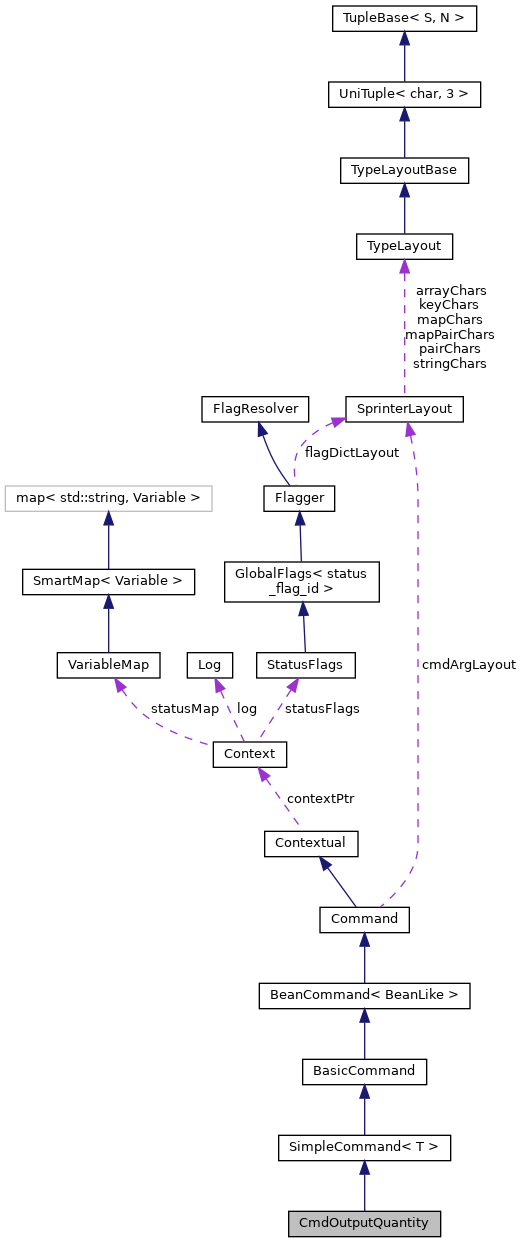 TupleBase< S, N >
UniTuple< char, 3 >
TypeLayoutBase
TypeLayout
arrayChars
keyChars
mapChars
mapPairChars
pairChars
stringChars
FlagResolver
SprinterLayout
flagDictLayout
map< std::string, Variable >
Flagger
SmartMap< Variable >
GlobalFlags< status
_flag_id >
VariableMap
Log
StatusFlags
cmdArgLayout
statusMap
log
statusFlags
Context
contextPtr
Contextual
Command
BeanCommand< BeanLike >
BasicCommand
SimpleCommand< T >
CmdOutputQuantity